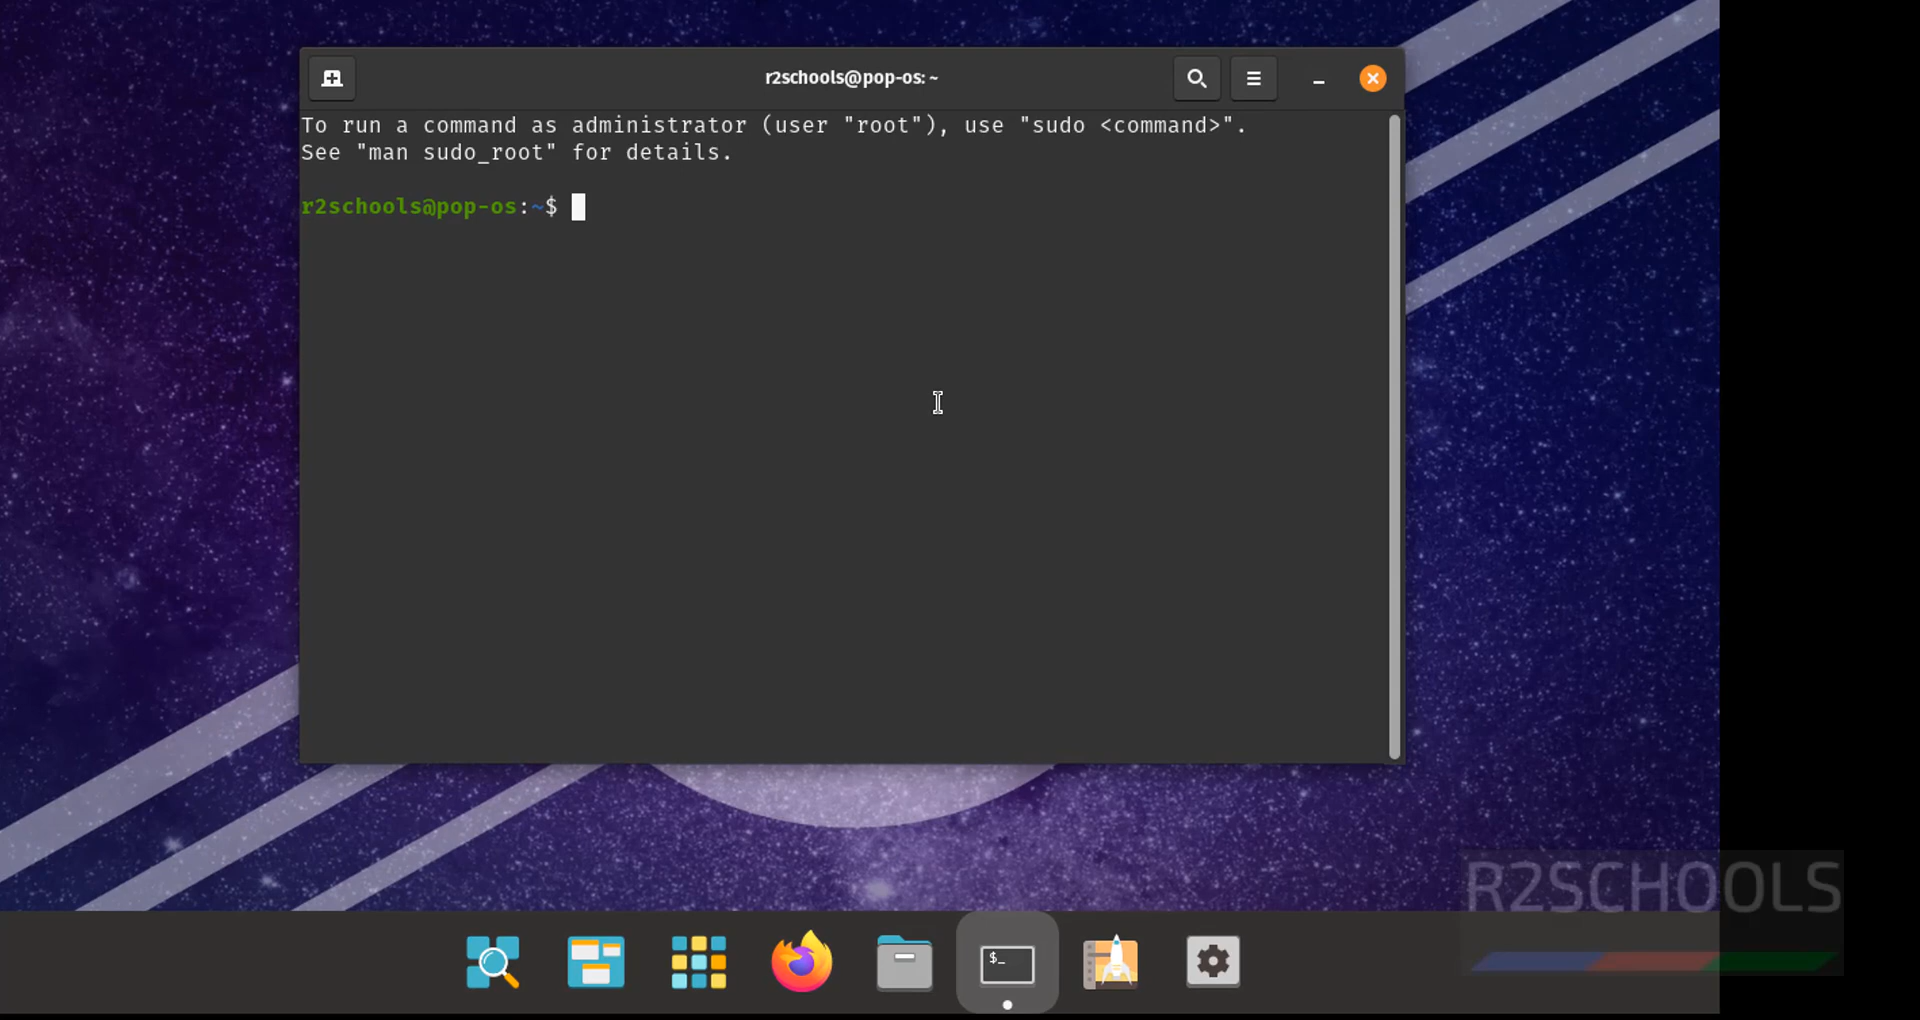 r2schools@pop-os: ~
To run a command as administrator (user "root"), use "sudo <command>".
See "man sudo_root" for details.
r2schools@pop-os:~$
$_
R2SCHOOLS